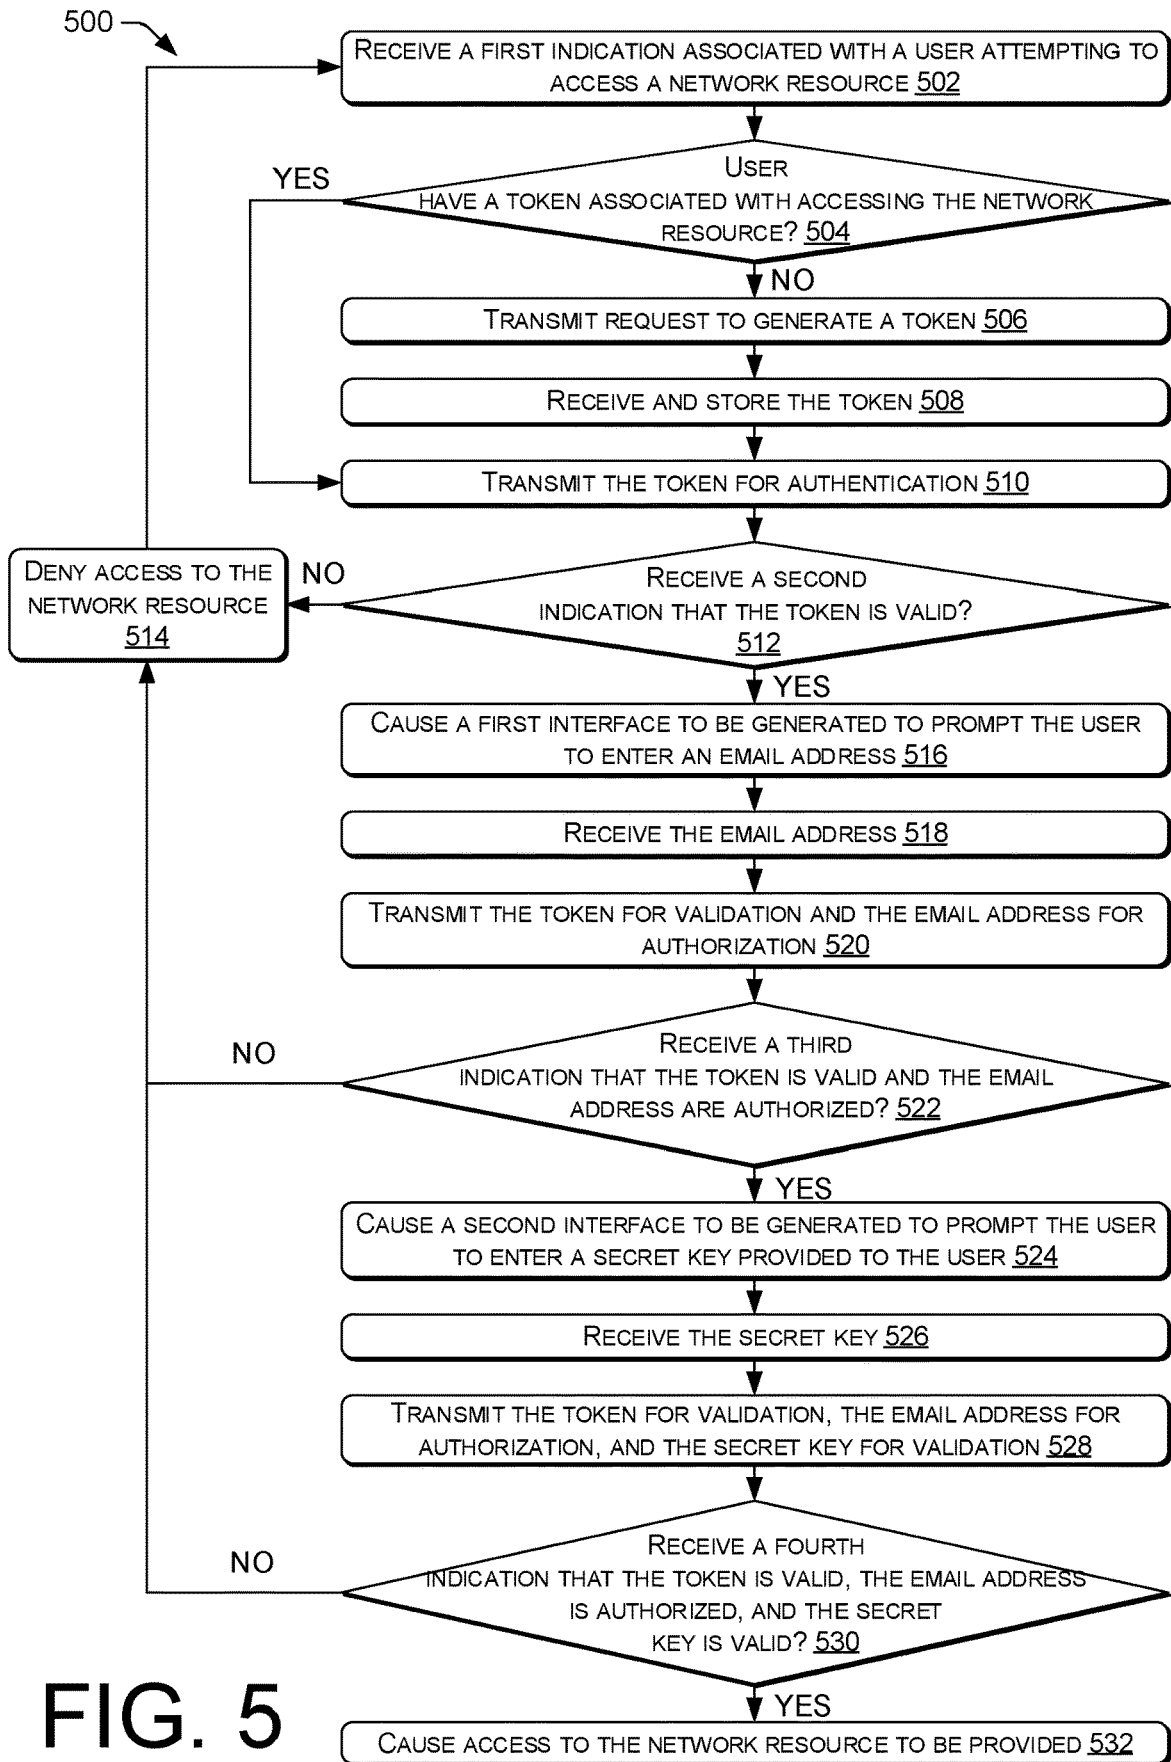 500
RECEIVE A FIRST INDICATION ASSOCIATED WITH A USER ATTEMPTING TO
ACCESS A NETWORK RESOURCE 502
USER
HAVE A TOKEN ASSOCIATED WITH ACCESSING THE NETWORK
RESOURCE? 504
YES
NO
TRANSMIT REQUEST TO GENERATE A TOKEN 506
RECEIVE AND STORE THE TOKEN 508
TRANSMIT THE TOKEN FOR AUTHENTICATION 510
RECEIVE A SECOND
INDICATION THAT THE TOKEN IS VALID?
512
NO
DENY ACCESS TO THE
NETWORK RESOURCE
514
YES
CAUSE A FIRST INTERFACE TO BE GENERATED TO PROMPT THE USER
TO ENTER AN EMAIL ADDRESS 516
RECEIVE THE EMAIL ADDRESS 518
TRANSMIT THE TOKEN FOR VALIDATION AND THE EMAIL ADDRESS FOR
AUTHORIZATION 520
RECEIVE A THIRD
INDICATION THAT THE TOKEN IS VALID AND THE EMAIL
ADDRESS ARE AUTHORIZED? 522
NO
YES
CAUSE A SECOND INTERFACE TO BE GENERATED TO PROMPT THE USER
TO ENTER A SECRET KEY PROVIDED TO THE USER 524
RECEIVE THE SECRET KEY 526
TRANSMIT THE TOKEN FOR VALIDATION, THE EMAIL ADDRESS FOR
AUTHORIZATION, AND THE SECRET KEY FOR VALIDATION 528
RECEIVE A FOURTH
INDICATION THAT THE TOKEN IS VALID, THE EMAIL ADDRESS
IS AUTHORIZED, AND THE SECRET
KEY IS VALID? 530
NO
YES
CAUSE ACCESS TO THE NETWORK RESOURCE TO BE PROVIDED 532
FIG. 5